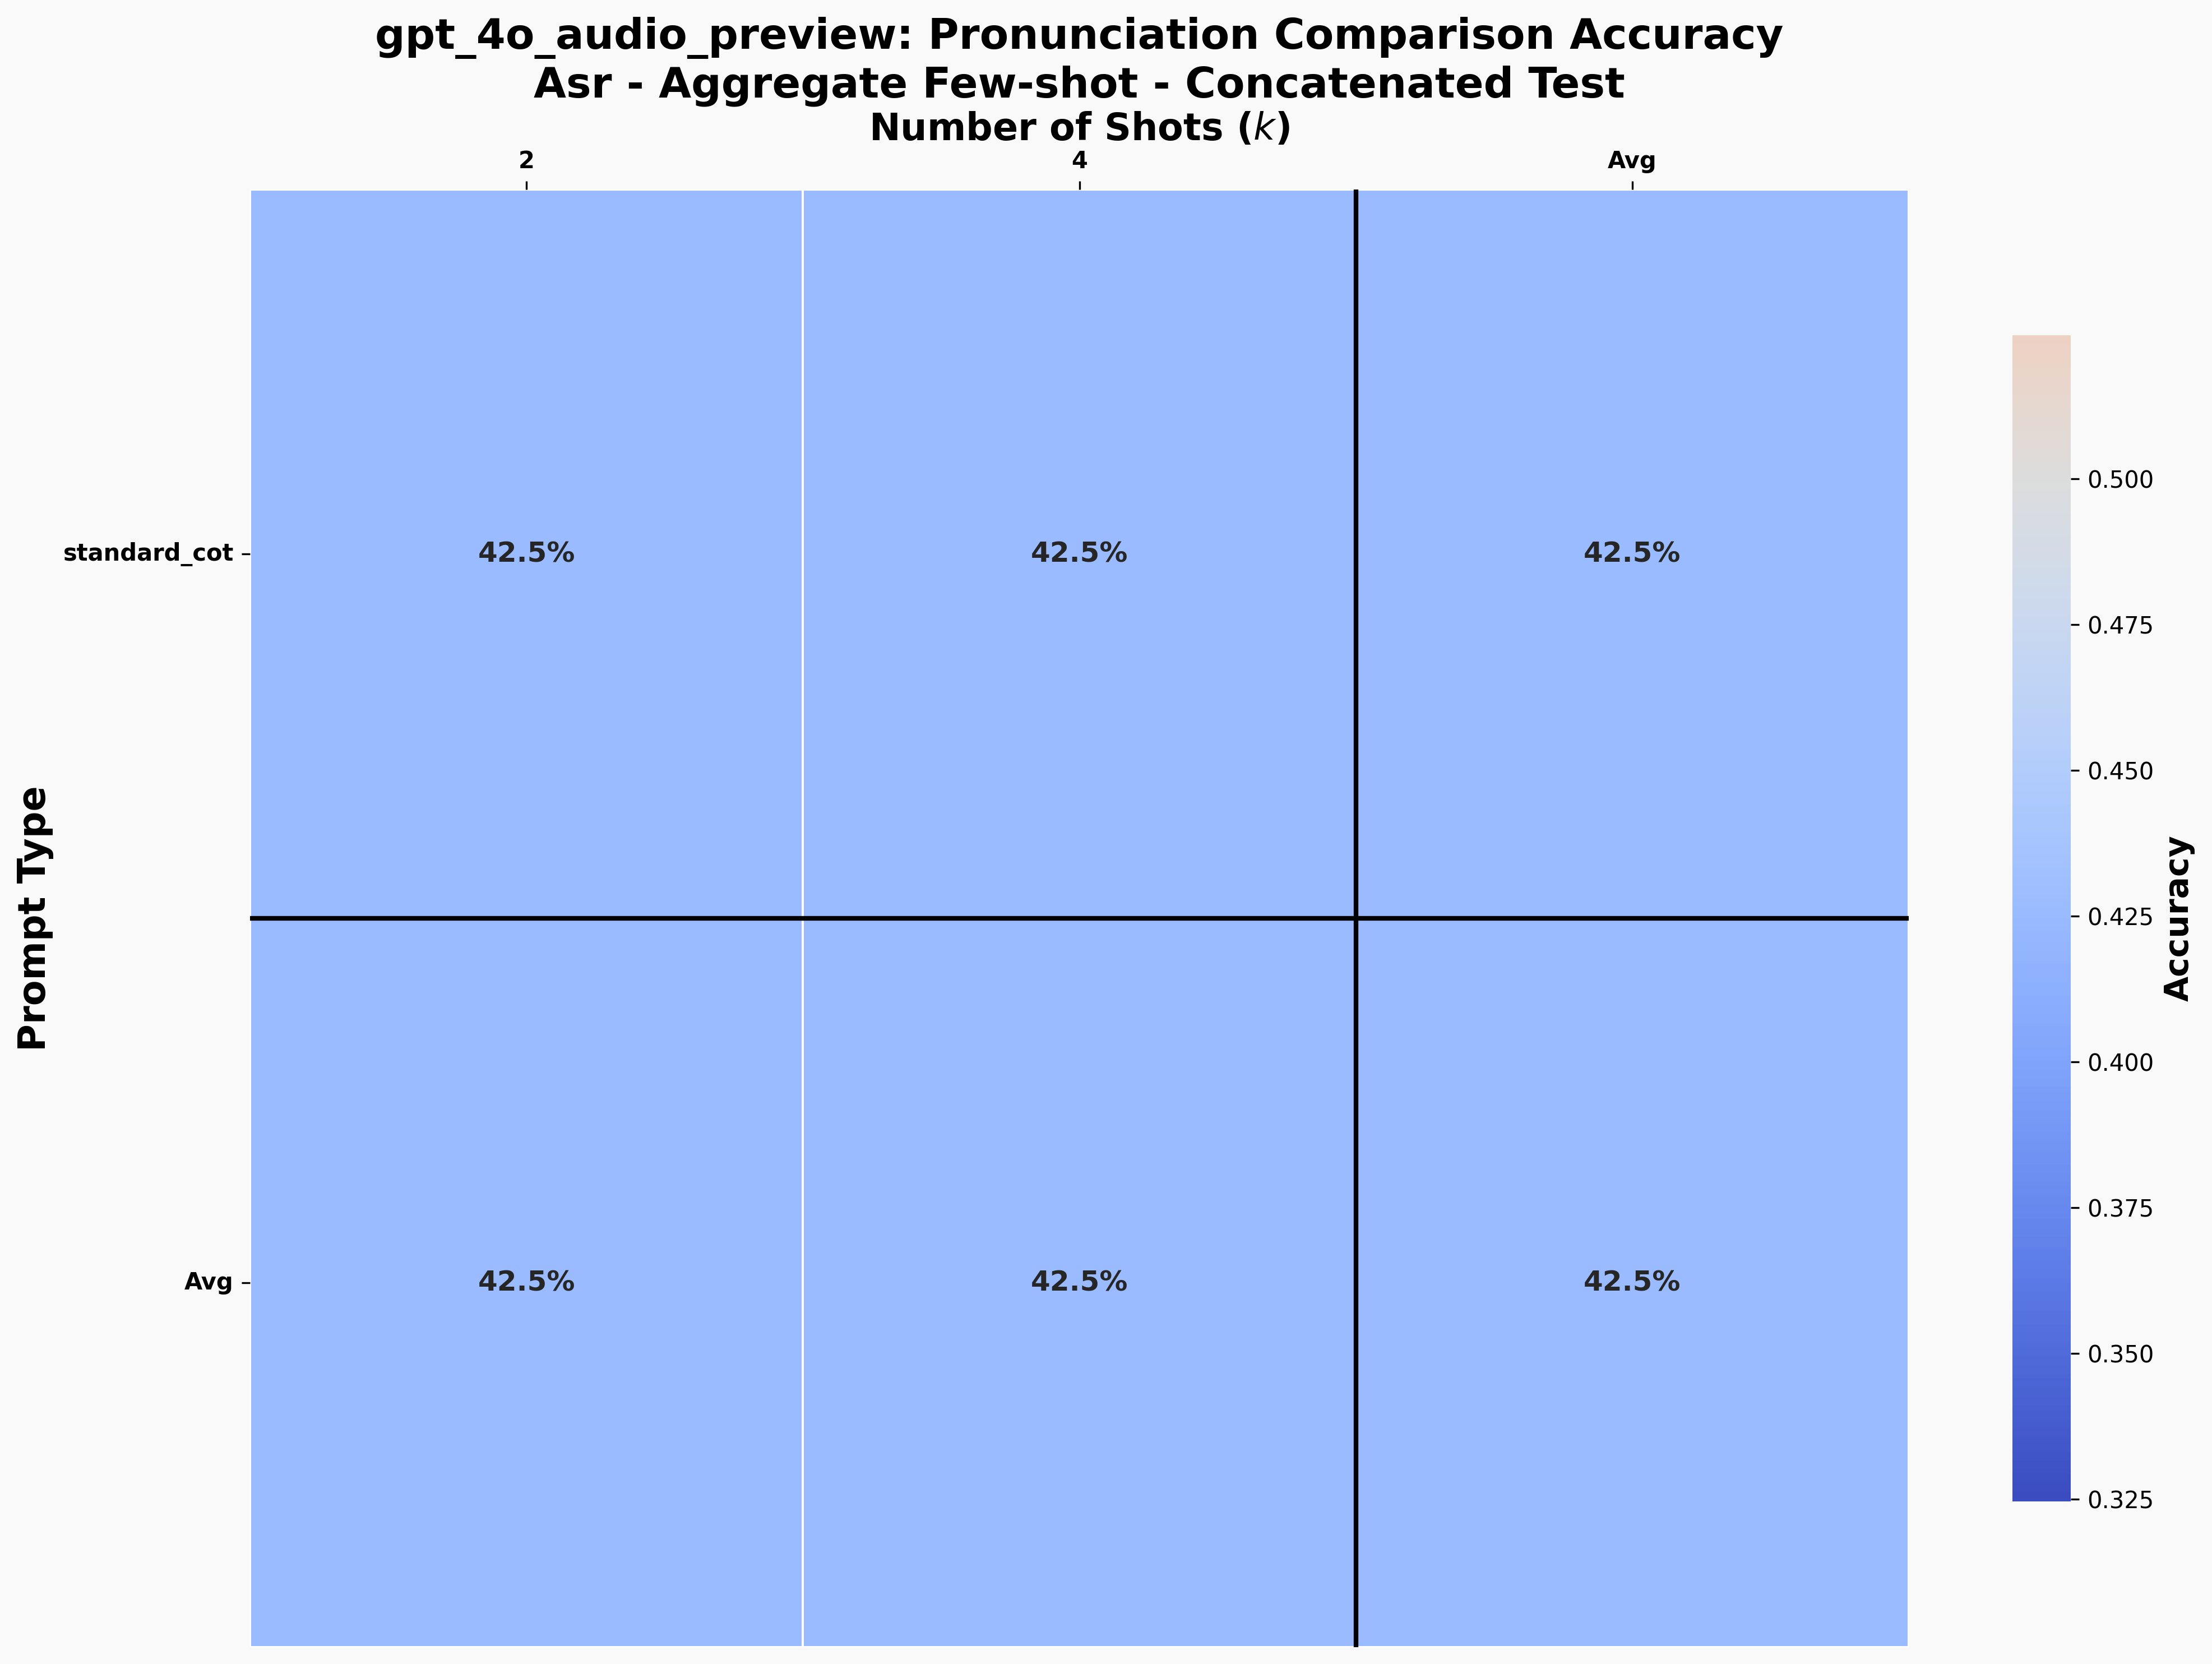 gpt_4o_audio_preview: Pronunciation Comparison Accuracy
Asr - Aggregate Few-shot - Concatenated Test
Number of Shots (k)
2 4 Avg
standard_cot 42.5% 42.5% 42.5%
Avg 42.5% 42.5% 42.5%
Prompt Type
0.500
0.475
0.450
0.425
0.400
0.375
0.350
0.325
Accuracy